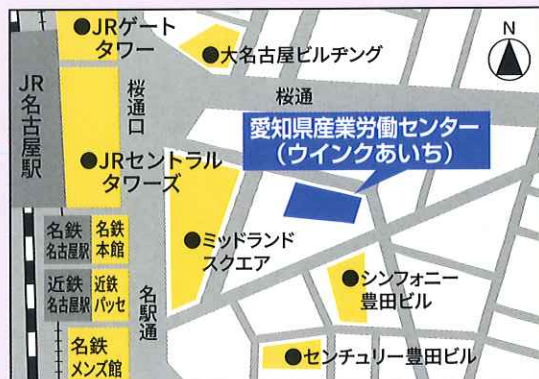 JRゲート
タワー
大名古屋ビルヂング
N
JR名古屋駅
桜通口
桜通
愛知県産業労働センター
（ウインクあいち）
JRセントラル
タワーズ
ミッドランド
スクエア
名鉄
名古屋駅
名鉄
本館
シンフォニー
豊田ビル
近鉄
名古屋駅
近鉄
パッセ
名駅通
名鉄
メンズ館
センチュリー豊田ビル